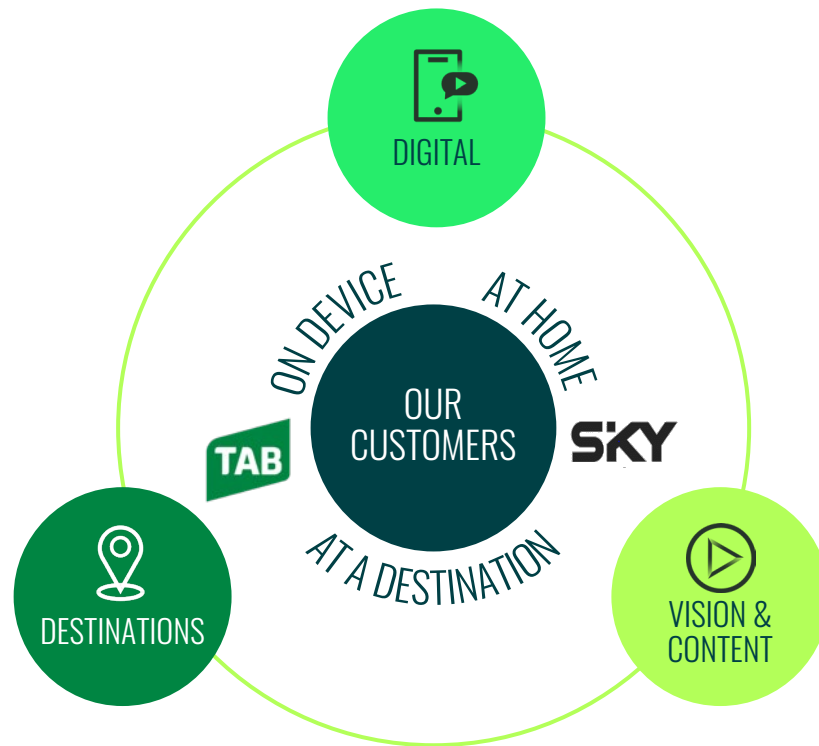 DIGITAL
ON DEVICE
AT HOME
OUR
CUSTOMERS
TAB
SKY
AT A DESTINATION
DESTINATIONS
VISION &
CONTENT